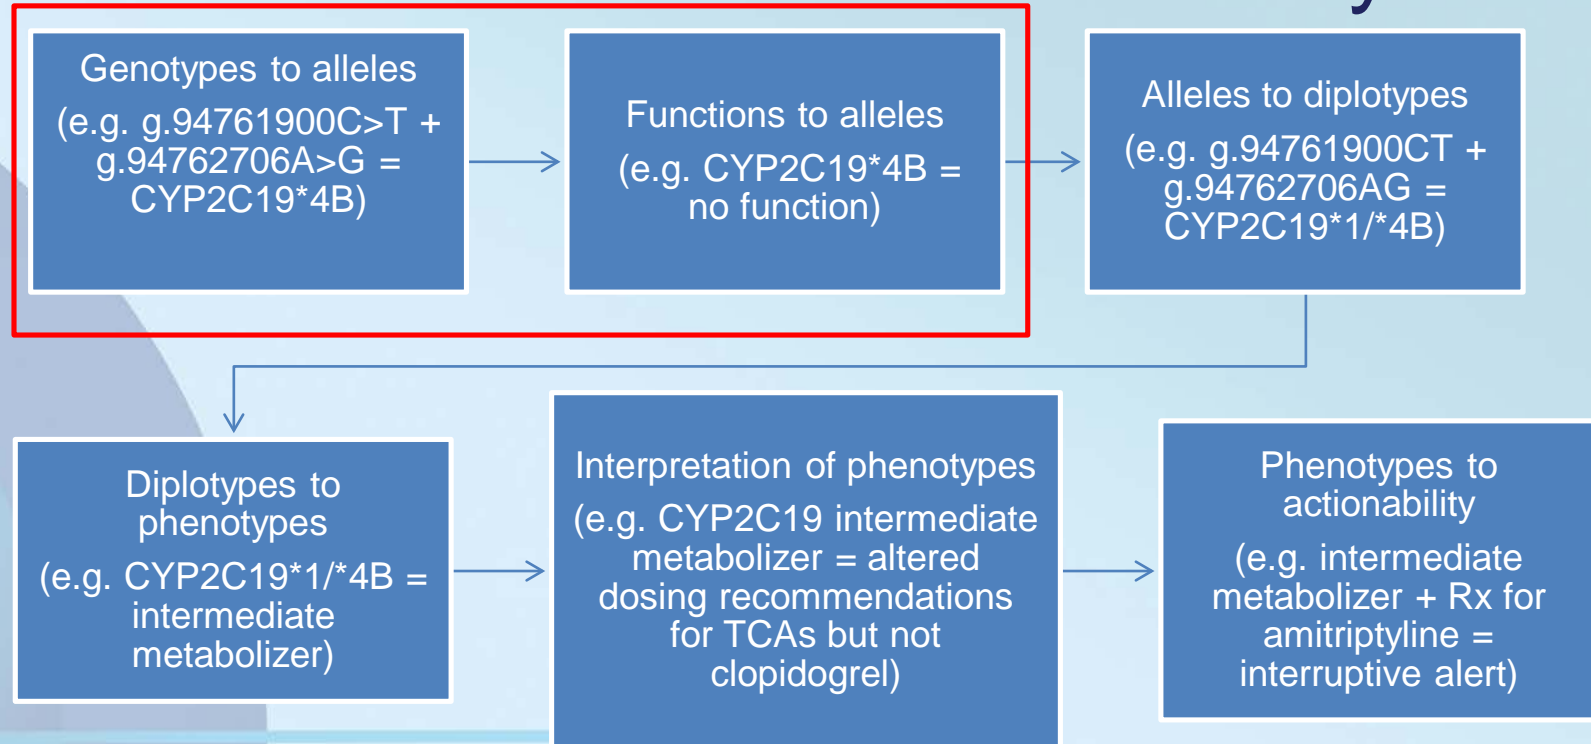 Genotypes to alleles
(e.g. g.94761900C>T +
g.94762706A>G =
CYP2C19*4B)
Functions to alleles
(e.g. CYP2C19*4B =
no function)
Alleles to diplotypes
(e.g. g.94761900CT +
g.94762706AG =
CYP2C19*1/*4B)
Diplotypes to
phenotypes
(e.g. CYP2C19*1/*4B =
intermediate
metabolizer)
Interpretation of phenotypes
(e.g. CYP2C19 intermediate
metabolizer = altered
dosing recommendations
for TCAs but not
clopidogrel)
Phenotypes to
actionability
(e.g. intermediate
metabolizer + Rx for
amitriptyline =
interruptive alert)